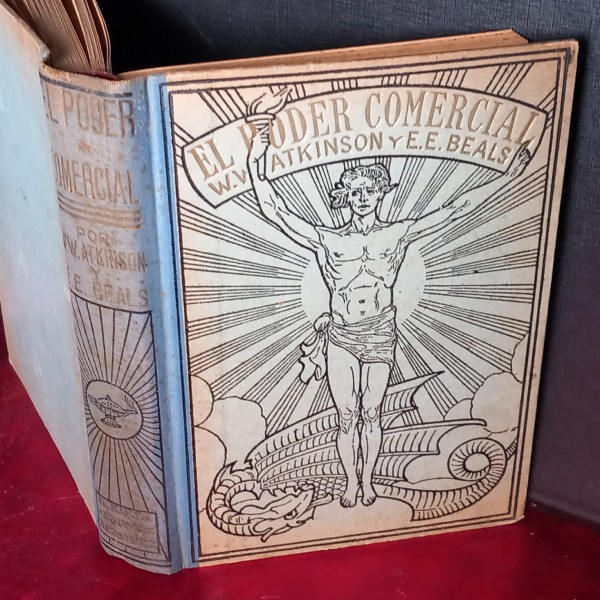 EL PODER COMERCIAL
W.W. ATKINSON Y E.E. BEALS
EL PODER
COMERCIAL
POR
W.W. ATKINSON
Y
E.E. BEALS